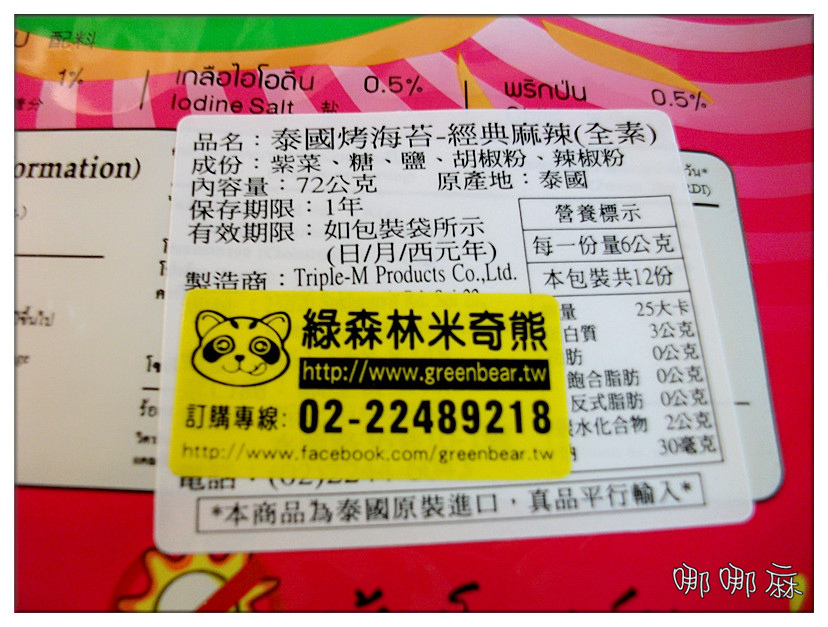 配料
1%
เกลือไอโอดีน 0.5%
Iodine Salt 盐
พริกป่น 0.5%
ormation)
品名：泰國烤海苔-經典麻辣(全素)
成份：紫菜、糖、鹽、胡椒粉、辣椒粉
內容量：72公克 原產地：泰國
保存期限：1年
有效期限：如包裝袋所示
(日/月/西元年)
製造商：Triple-M Products Co.,Ltd.
營養標示
每一份量6公克
本包裝共12份
量 25大卡
白質 3公克
肪 0公克
飽合脂肪 0公克
反式脂肪 0公克
水化合物 2公克
30毫克
綠森林米奇熊
http://www.greenbear.tw
訂購專線: 02-22489218
http://www.facebook.com/greenbear.tw
*本商品為泰國原裝進口，真品平行輸入*
哪哪麻